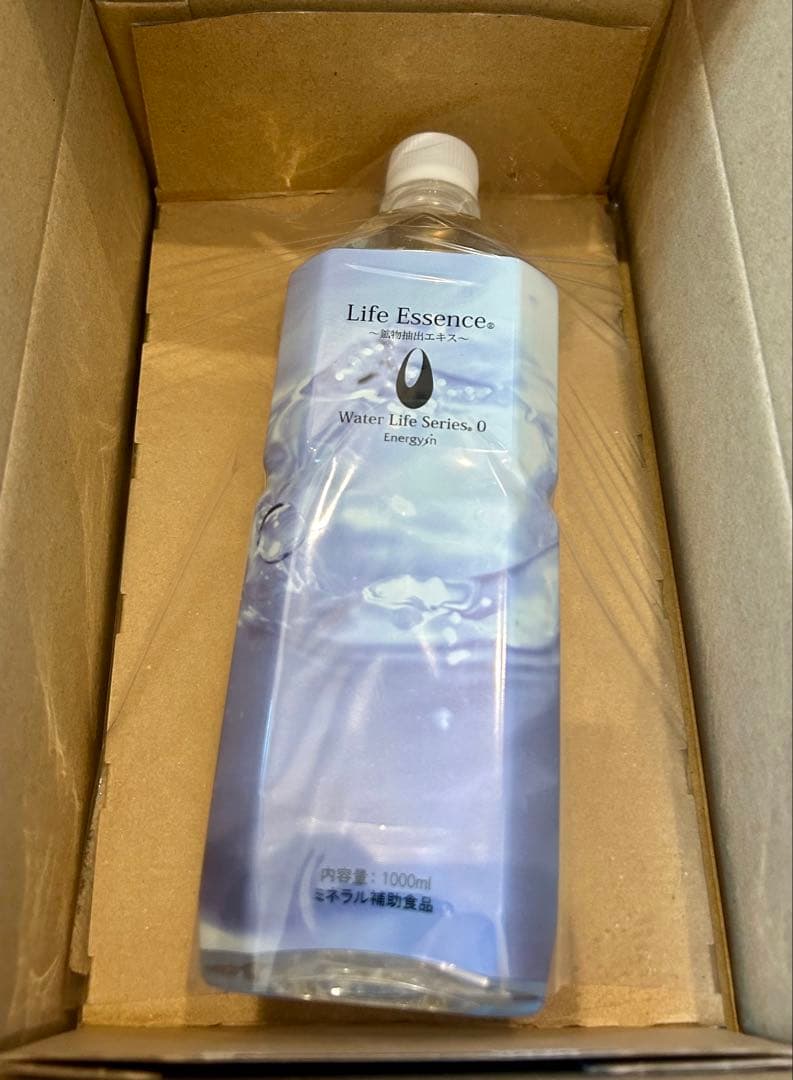 Life Essence®
～鉱物抽出エキス～
Water Life Series® 0
Energysin
内容量：1000ml
ミネラル補助食品